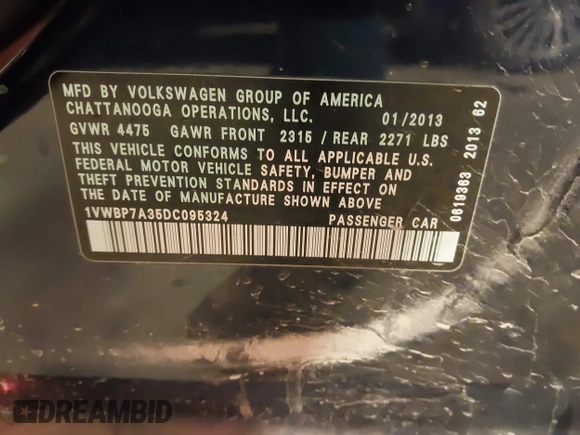 MFD BY VOLKSWAGEN GROUP OF AMERICA
CHATTANOOGA OPERATIONS, LLC. 01/2013
GVWR 4475 GAWR FRONT 2315 / REAR 2271 LBS
THIS VEHICLE CONFORMS TO ALL APPLICABLE U.S.
FEDERAL MOTOR VEHICLE SAFETY, BUMPER AND
THEFT PREVENTION STANDARDS IN EFFECT ON
THE DATE OF MANUFACTURE SHOWN ABOVE
1VWBP7A35DC095324 PASSENGER CAR
0619363 2013 62
DREAMBID